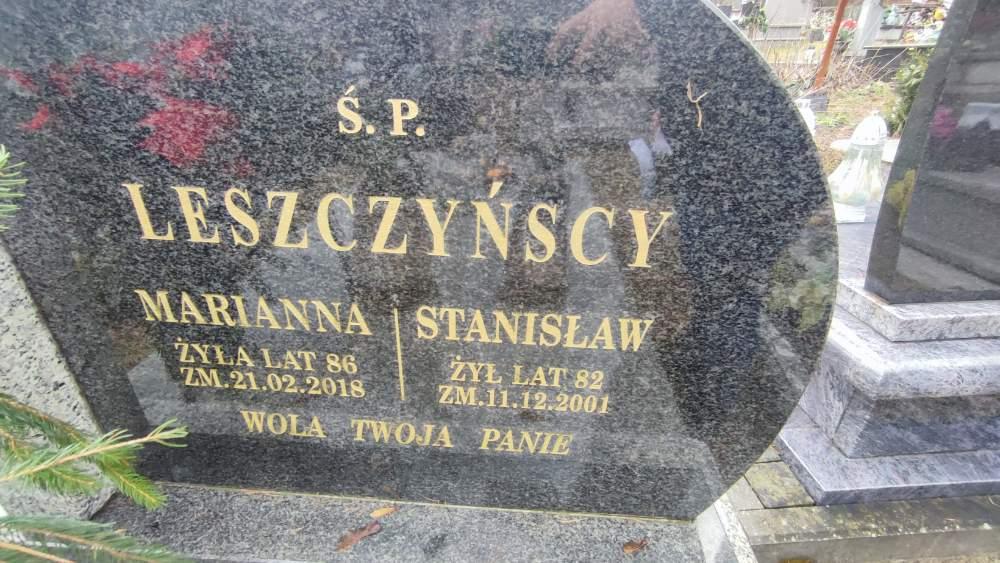 Ś. P.
LESZCZYŃSCY
MARIANNA
ŻYŁA LAT 86
ZM.21.02.2018
STANISŁAW
ŻYŁ LAT 82
ZM.11.12.2001
WOLA TWOJA PANIE